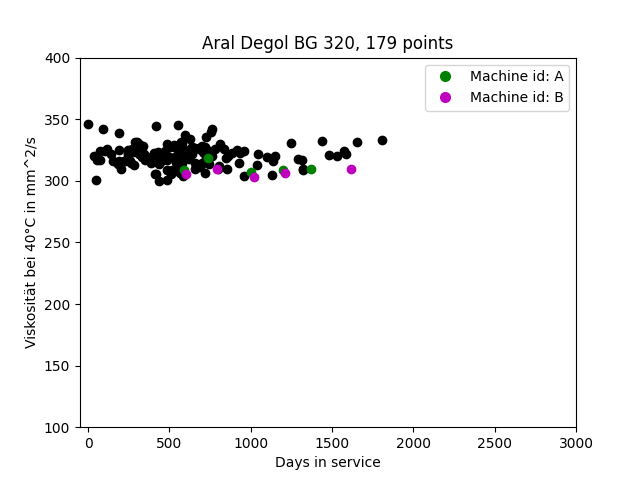 Aral Degol BG 320, 179 points
Machine id: A
Machine id: B
400
350
300
250
200
150
100
Viskosität bei 40°C in mm^2/s
0 500 1000 1500 2000 2500 3000
Days in service